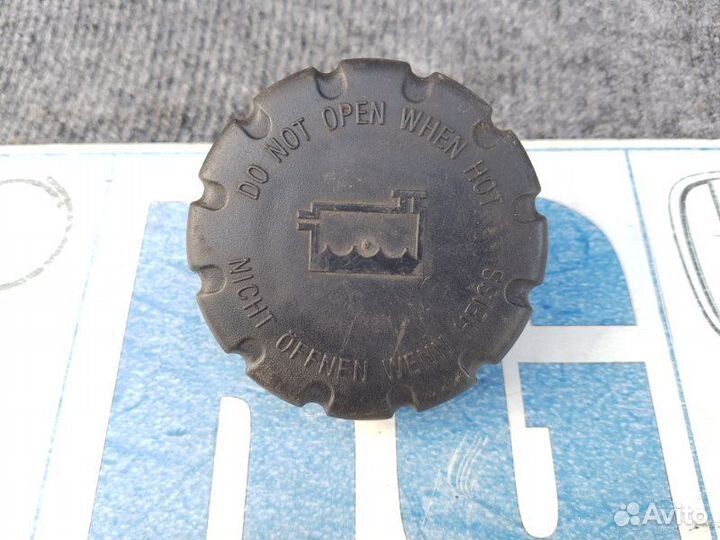 DO NOT OPEN WHEN HOT
NICHT ÖFFNEN WENN HEISS
Avito